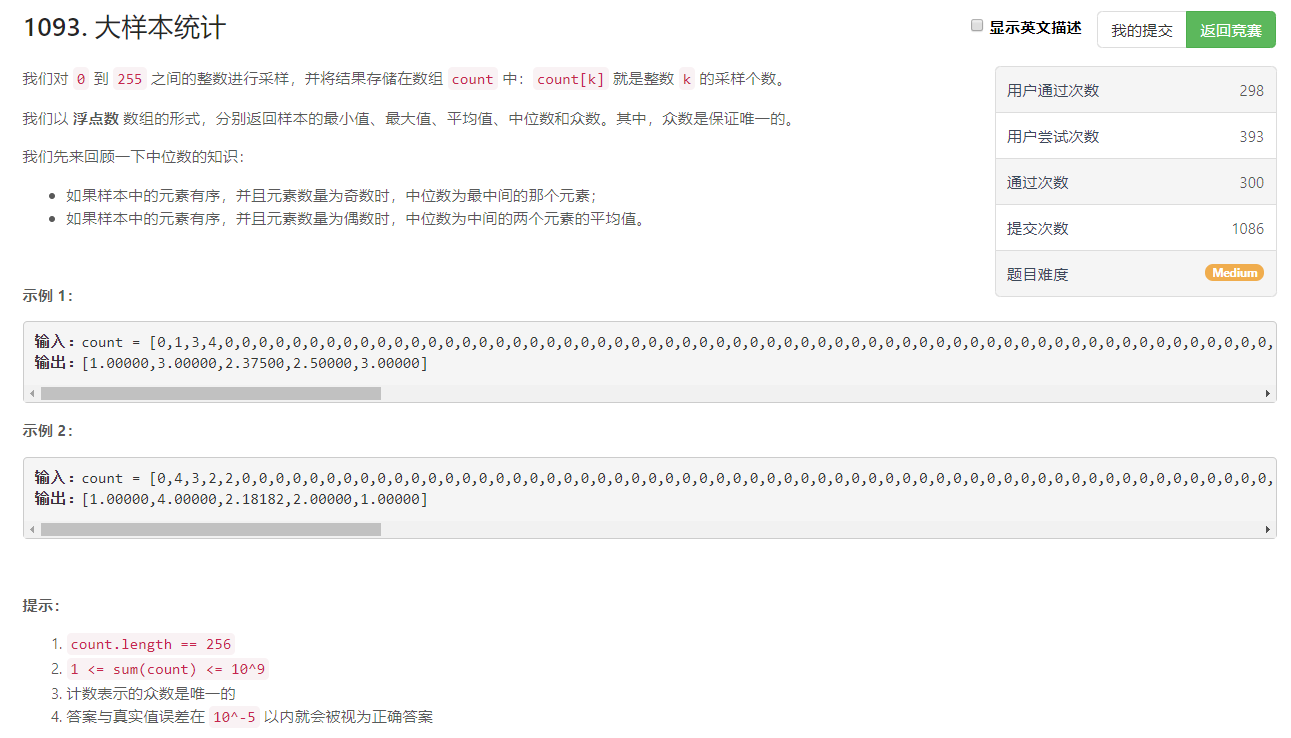 1093. 大样本统计
显示英文描述
我的提交
返回竞赛
我们对 0 到 255 之间的整数进行采样，并将结果存储在数组 count 中：count[k] 就是整数 k 的采样个数。
我们以 浮点数 数组的形式，分别返回样本的最小值、最大值、平均值、中位数和众数。其中，众数是保证唯一的。
我们先来回顾一下中位数的知识：
如果样本中的元素有序，并且元素数量为奇数时，中位数为最中间的那个元素；
如果样本中的元素有序，并且元素数量为偶数时，中位数为中间的两个元素的平均值。
用户通过次数 298
用户尝试次数 393
通过次数 300
提交次数 1086
题目难度 Medium
示例 1：
输入：count = [0,1,3,4,0,0,0,0,0,0,0,0,0,0,0,0,0,0,0,0,0,0,0,0,0,0,0,0,0,0,0,0,0,0,0,0,0,0,0,0,0,0,0,0,0,0,0,0,0,0,0,0,0,0,0,0,0,0,0,0,0,0,0,0,0,0,
输出：[1.00000,3.00000,2.37500,2.50000,3.00000]
示例 2：
输入：count = [0,4,3,2,2,0,0,0,0,0,0,0,0,0,0,0,0,0,0,0,0,0,0,0,0,0,0,0,0,0,0,0,0,0,0,0,0,0,0,0,0,0,0,0,0,0,0,0,0,0,0,0,0,0,0,0,0,0,0,0,0,0,0,0,0,0,
输出：[1.00000,4.00000,2.18182,2.00000,1.00000]
提示：
1. count.length == 256
2. 1 <= sum(count) <= 10^9
3. 计数表示的众数是唯一的
4. 答案与真实值误差在 10^-5 以内就会被视为正确答案